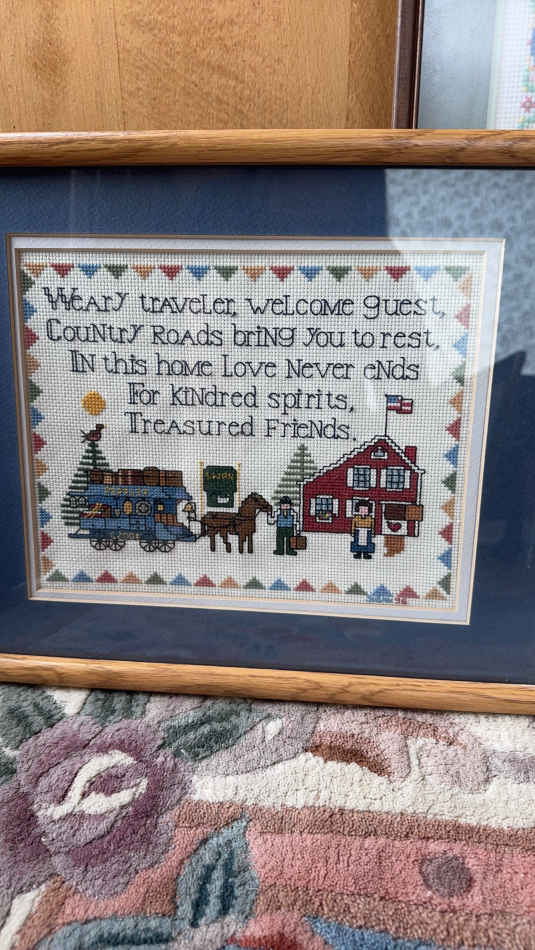 Weary traveler, welcome guest,
Country Roads bring you to rest,
In this home Love Never ends
For kindred spirits,
Treasured Friends.